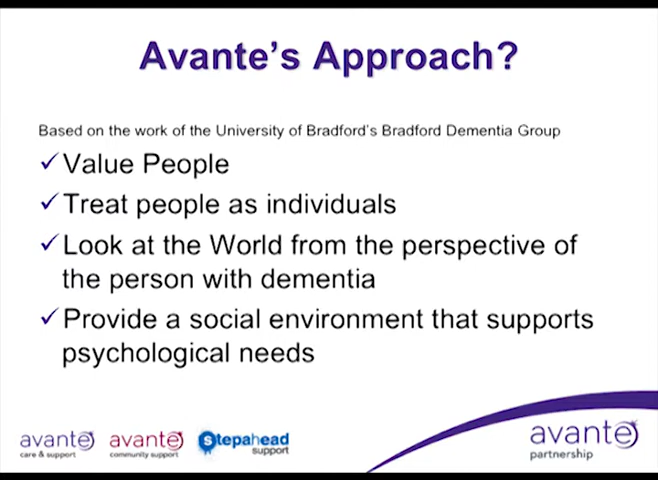 Avante's Approach?
Based on the work of the University of Bradford's Bradford Dementia Group
✓Value People
✓Treat people as individuals
✓Look at the World from the perspective of
the person with dementia
✓Provide a social environment that supports
psychological needs
avante
care & support
avante
community support
stepahead
support
avante
partnership